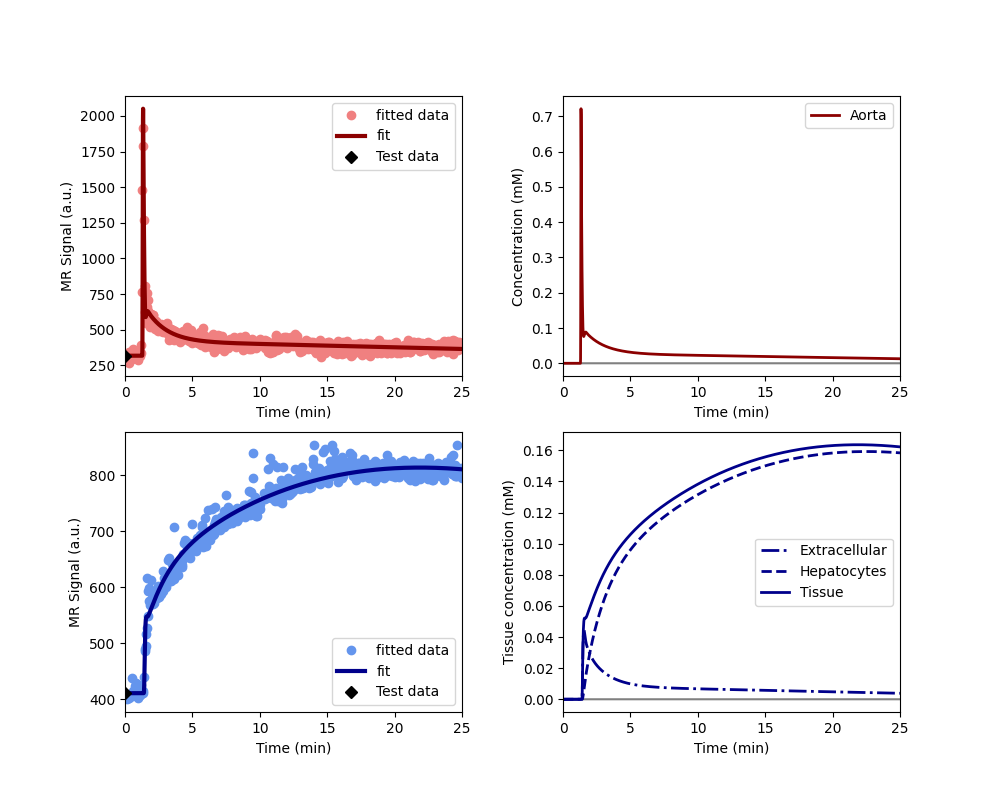 2000
1750
1500
1250
1000
750
500
250
MR Signal (a.u.)
fitted data
fit
Test data
0 5 10 15 20 25
Time (min)
0.7
0.6
0.5
0.4
0.3
0.2
0.1
0.0
Concentration (mM)
Aorta
0 5 10 15 20 25
Time (min)
800
700
600
500
400
MR Signal (a.u.)
fitted data
fit
Test data
0 5 10 15 20 25
Time (min)
0.16
0.14
0.12
0.10
0.08
0.06
0.04
0.02
0.00
Tissue concentration (mM)
Extracellular
Hepatocytes
Tissue
0 5 10 15 20 25
Time (min)